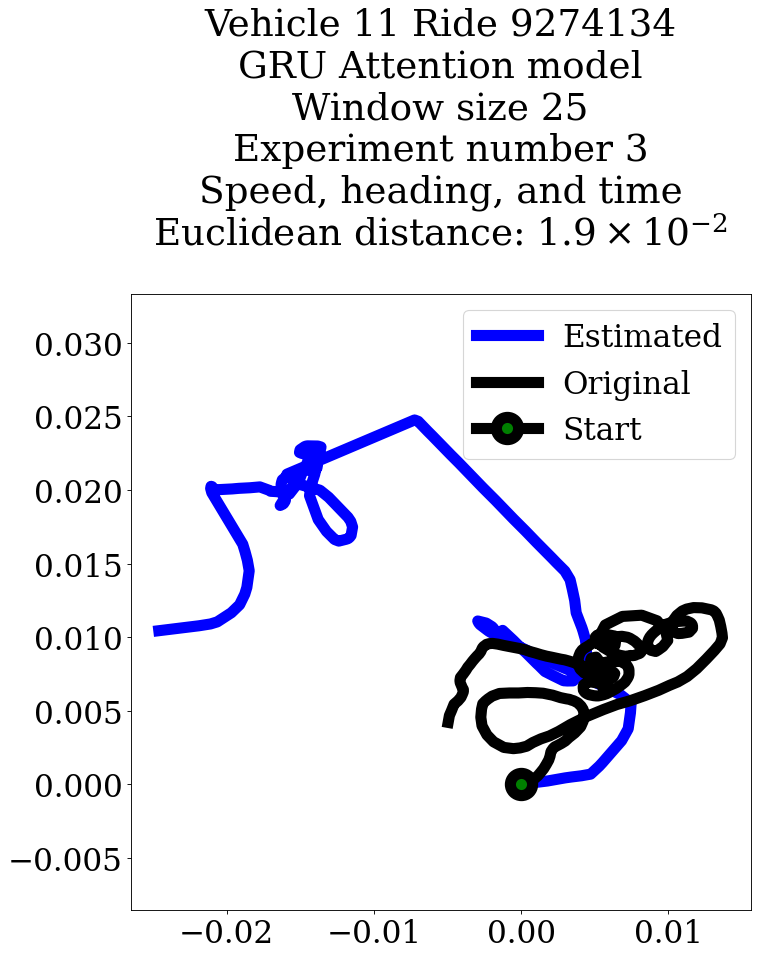 Vehicle 11 Ride 9274134
GRU Attention model
Window size 25
Experiment number 3
Speed, heading, and time
Euclidean distance: 1.9 × 10⁻²
Estimated
Original
Start
0.030
0.025
0.020
0.015
0.010
0.005
0.000
−0.005
−0.02 −0.01 0.00 0.01